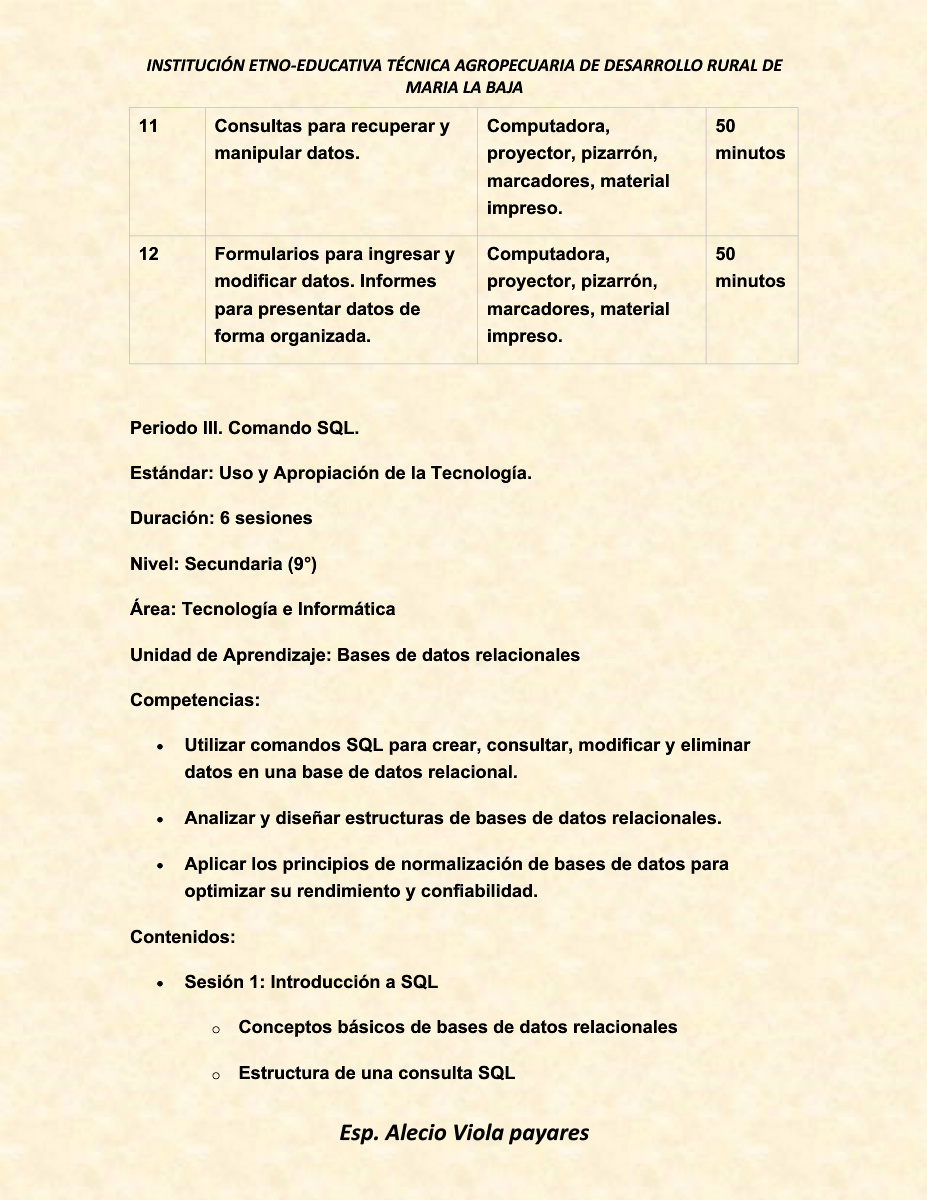 INSTITUCIÓN ETNO-EDUCATIVA TÉCNICA AGROPECUARIA DE DESARROLLO RURAL DE
MARIA LA BAJA
11
Consultas para recuperar y
manipular datos.
Computadora,
proyector, pizarrón,
marcadores, material
impreso.
50
minutos
12
Formularios para ingresar y
modificar datos. Informes
para presentar datos de
forma organizada.
Computadora,
proyector, pizarrón,
marcadores, material
impreso.
50
minutos
Periodo III. Comando SQL.
Estándar: Uso y Apropiación de la Tecnología.
Duración: 6 sesiones
Nivel: Secundaria (9°)
Área: Tecnología e Informática
Unidad de Aprendizaje: Bases de datos relacionales
Competencias:
• Utilizar comandos SQL para crear, consultar, modificar y eliminar
datos en una base de datos relacional.
• Analizar y diseñar estructuras de bases de datos relacionales.
• Aplicar los principios de normalización de bases de datos para
optimizar su rendimiento y confiabilidad.
Contenidos:
• Sesión 1: Introducción a SQL
o Conceptos básicos de bases de datos relacionales
o Estructura de una consulta SQL
Esp. Alecio Viola payares